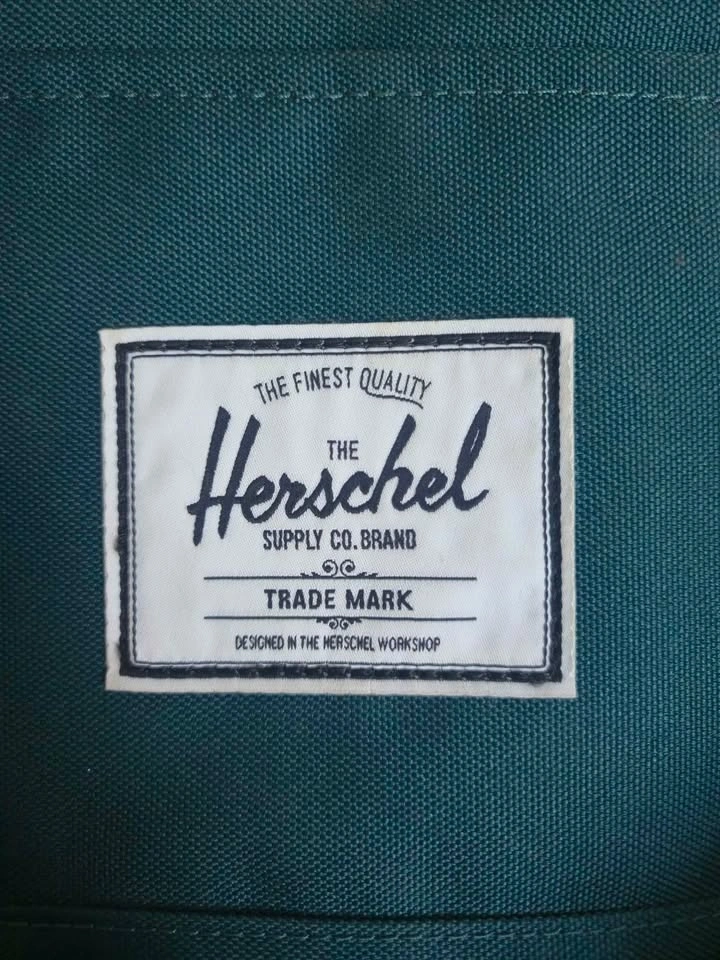 THE FINEST QUALITY
THE
Herschel
SUPPLY CO. BRAND
TRADE MARK
DESIGNED IN THE HERSCHEL WORKSHOP